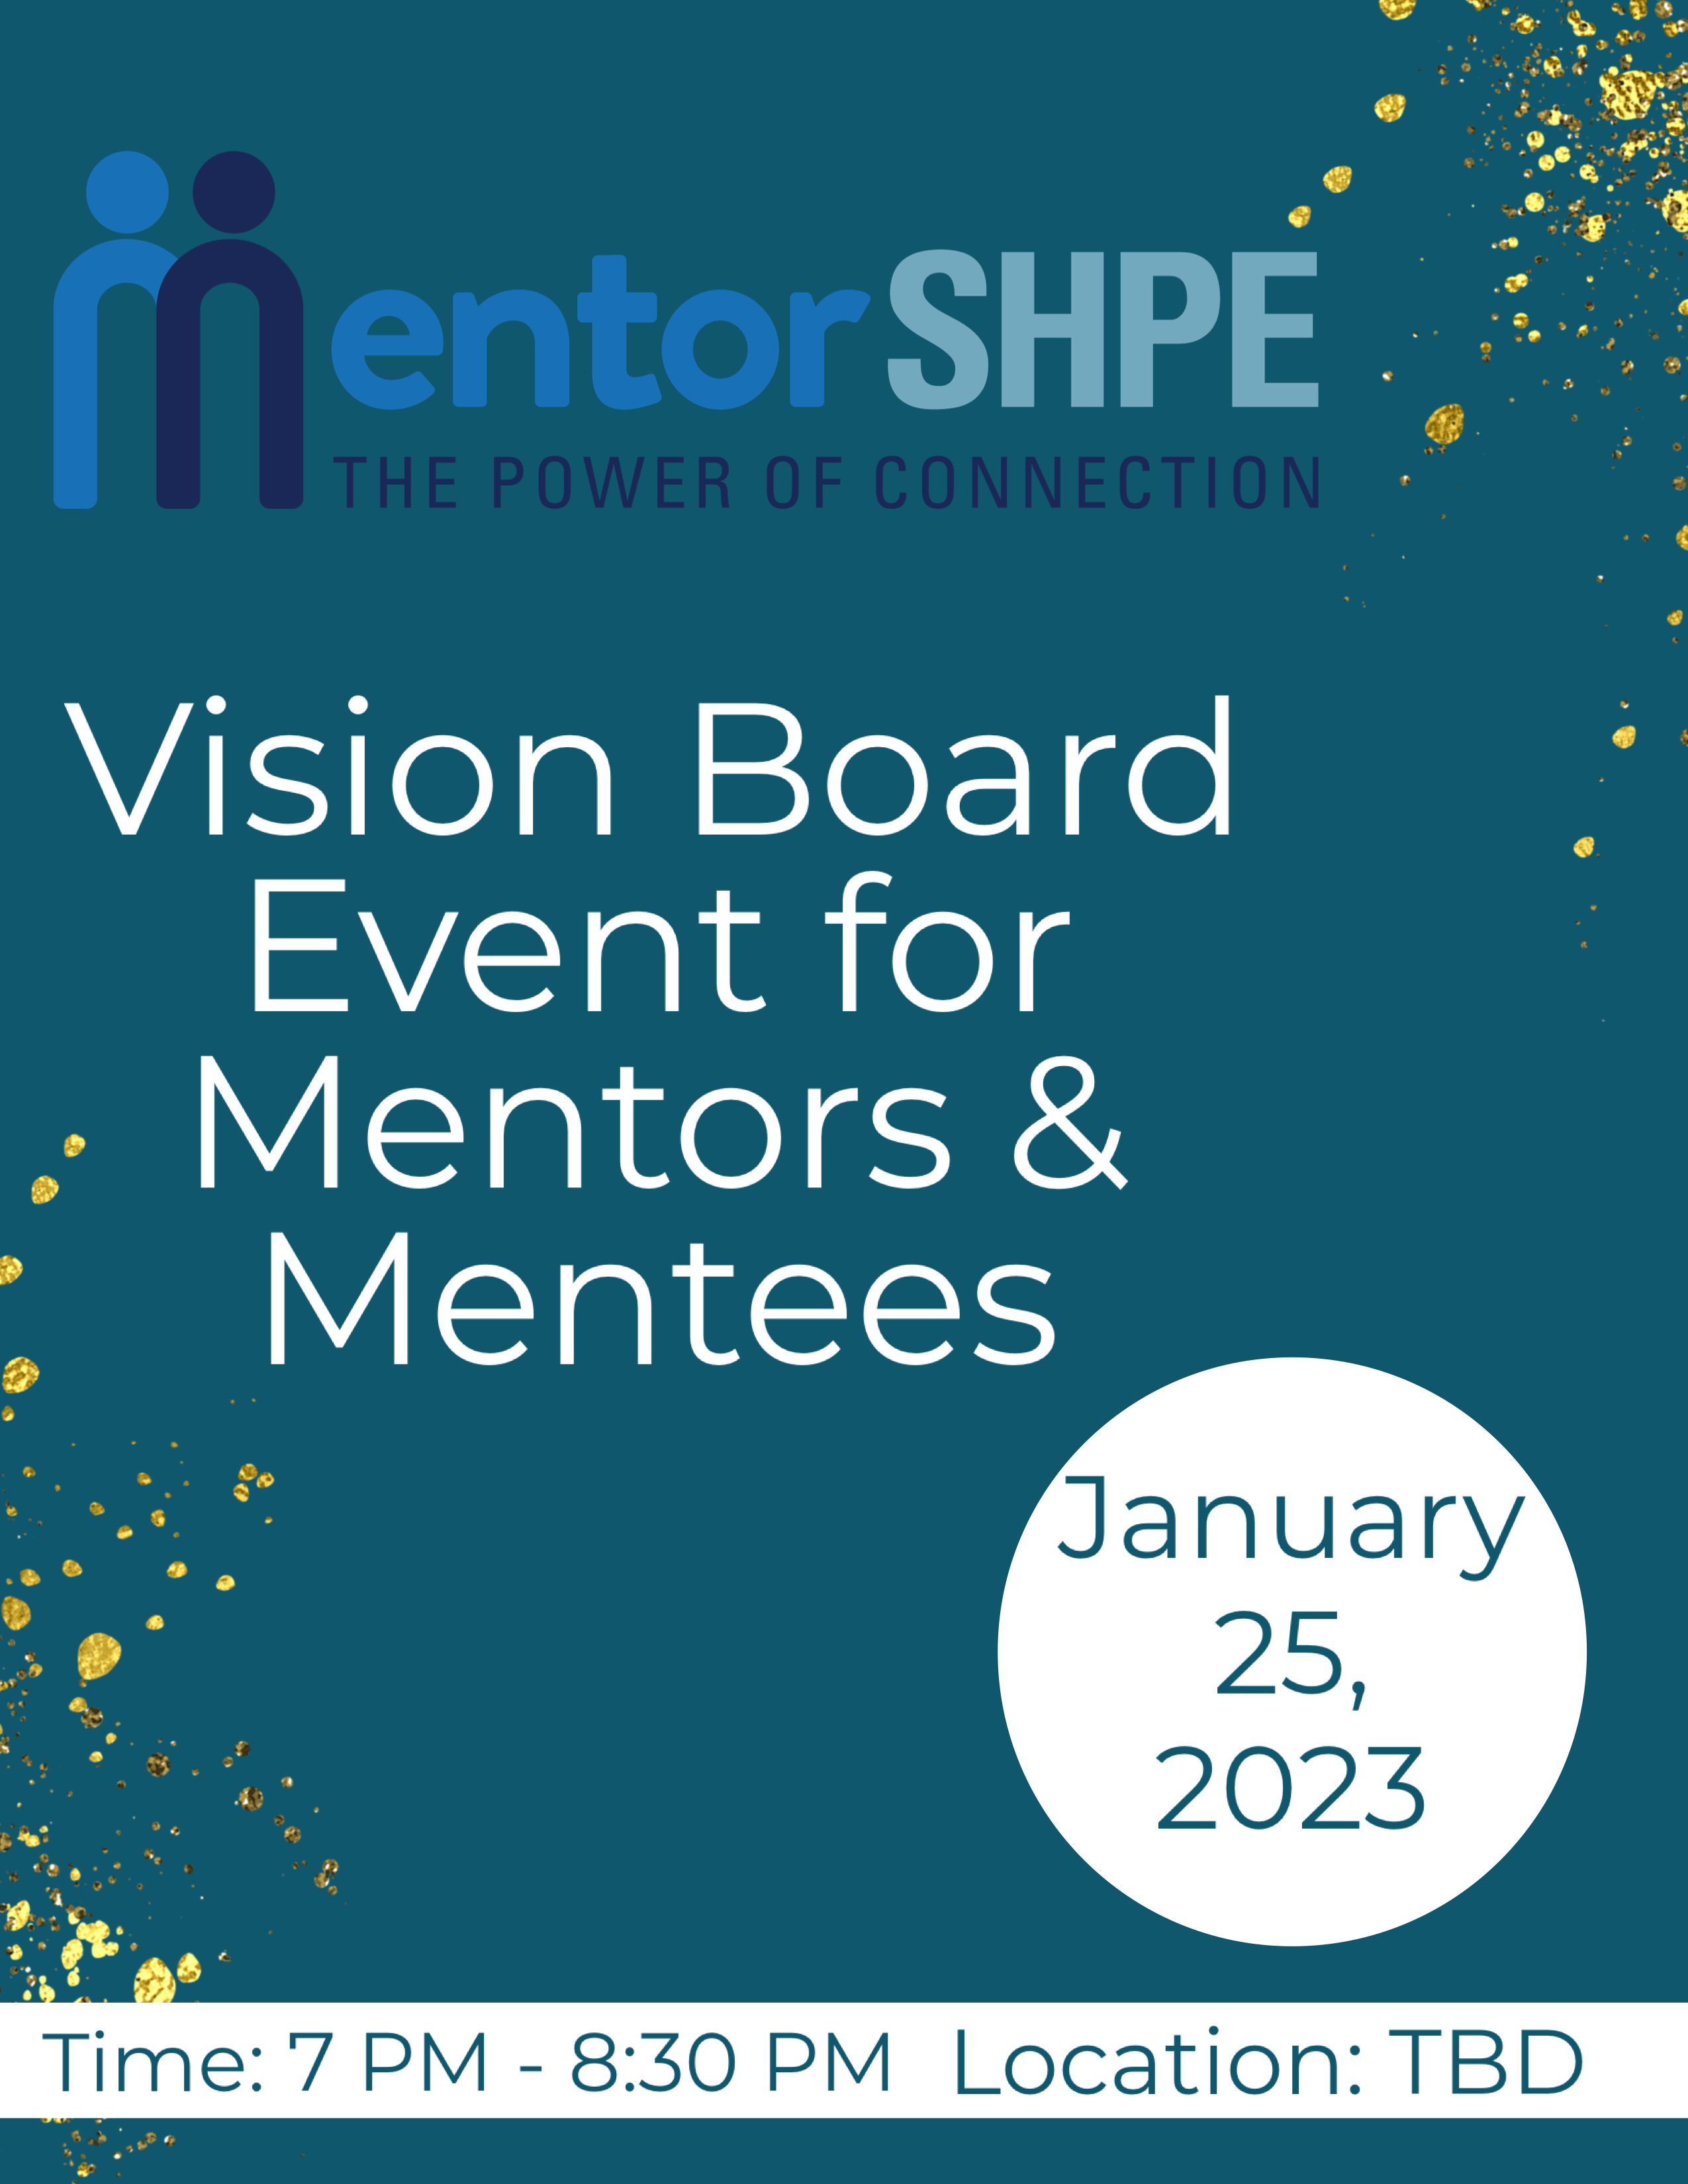 mentorSHPE
THE POWER OF CONNECTION
Vision Board
Event for
Mentors &
Mentees
January
25,
2023
Time: 7 PM - 8:30 PM Location: TBD